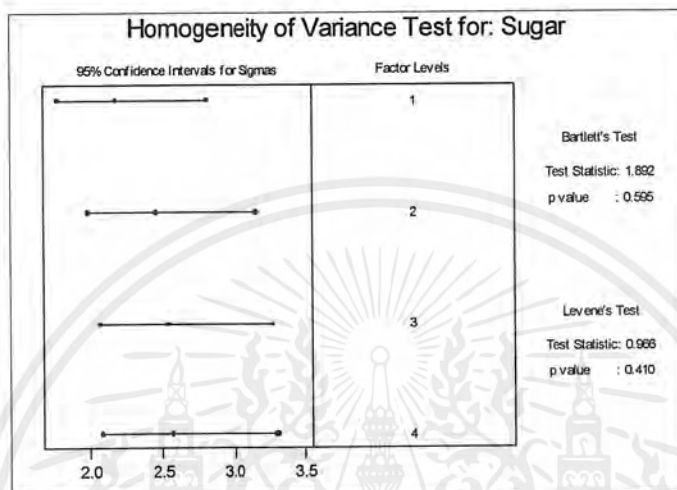 Homogeneity of Variance Test for: Sugar
95% Confidence Intervals for Sigmas
Factor Levels
1
2
3
4
Bartlett's Test
Test Statistic: 1.892
p value : 0.595
Levene's Test
Test Statistic: 0.966
p value : 0.410
2.0 2.5 3.0 3.5